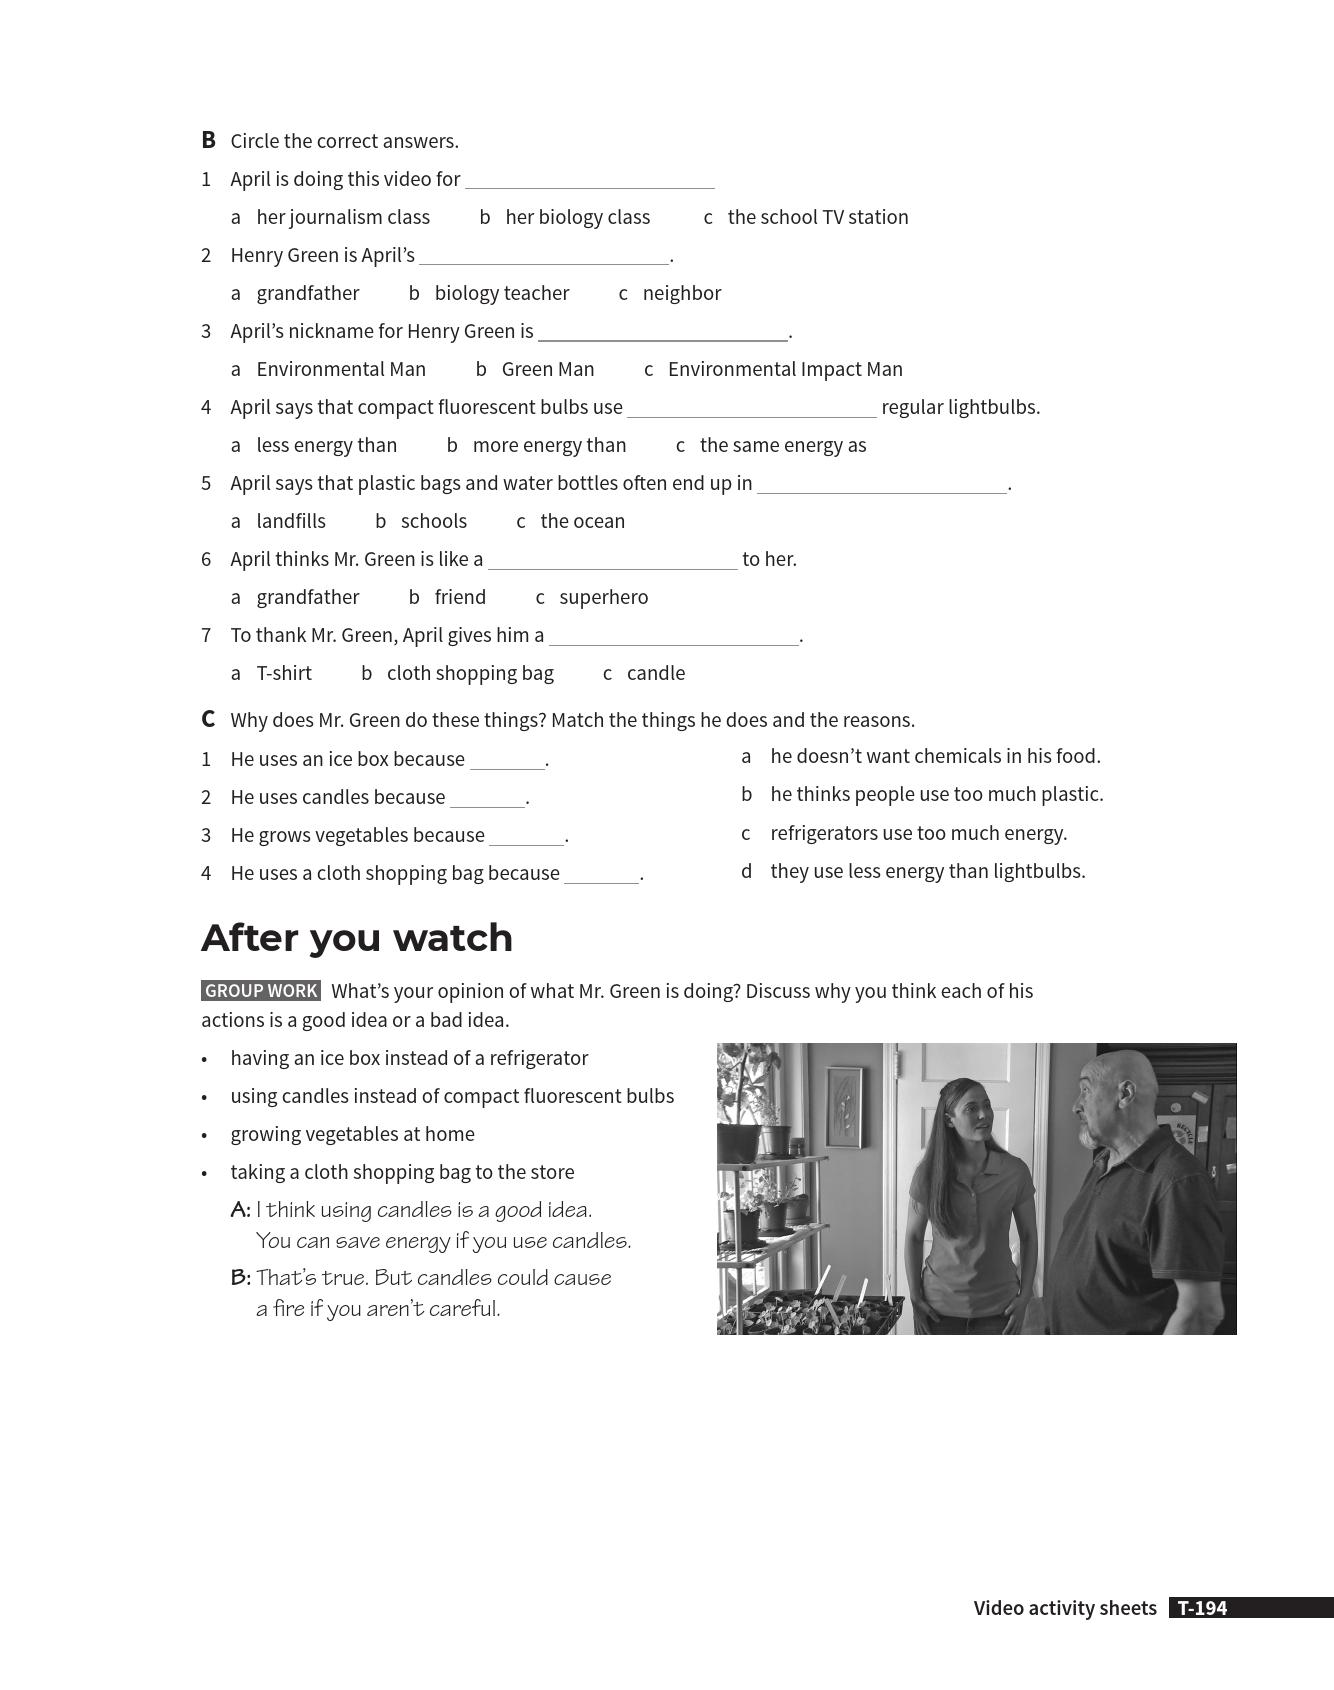 B Circle the correct answers.
1 April is doing this video for ____________________
a her journalism class b her biology class c the school TV station
2 Henry Green is April’s ____________________.
a grandfather b biology teacher c neighbor
3 April’s nickname for Henry Green is ____________________.
a Environmental Man b Green Man c Environmental Impact Man
4 April says that compact fluorescent bulbs use ____________________ regular lightbulbs.
a less energy than b more energy than c the same energy as
5 April says that plastic bags and water bottles often end up in ____________________.
a landfills b schools c the ocean
6 April thinks Mr. Green is like a ____________________ to her.
a grandfather b friend c superhero
7 To thank Mr. Green, April gives him a ____________________.
a T-shirt b cloth shopping bag c candle
C Why does Mr. Green do these things? Match the things he does and the reasons.
1 He uses an ice box because ______.
2 He uses candles because ______.
3 He grows vegetables because ______.
4 He uses a cloth shopping bag because ______.
a he doesn’t want chemicals in his food.
b he thinks people use too much plastic.
c refrigerators use too much energy.
d they use less energy than lightbulbs.
After you watch
GROUP WORK What’s your opinion of what Mr. Green is doing? Discuss why you think each of his
actions is a good idea or a bad idea.
• having an ice box instead of a refrigerator
• using candles instead of compact fluorescent bulbs
• growing vegetables at home
• taking a cloth shopping bag to the store
A: I think using candles is a good idea.
You can save energy if you use candles.
B: That’s true. But candles could cause
a fire if you aren’t careful.
RECYCLE
Video activity sheets T-194